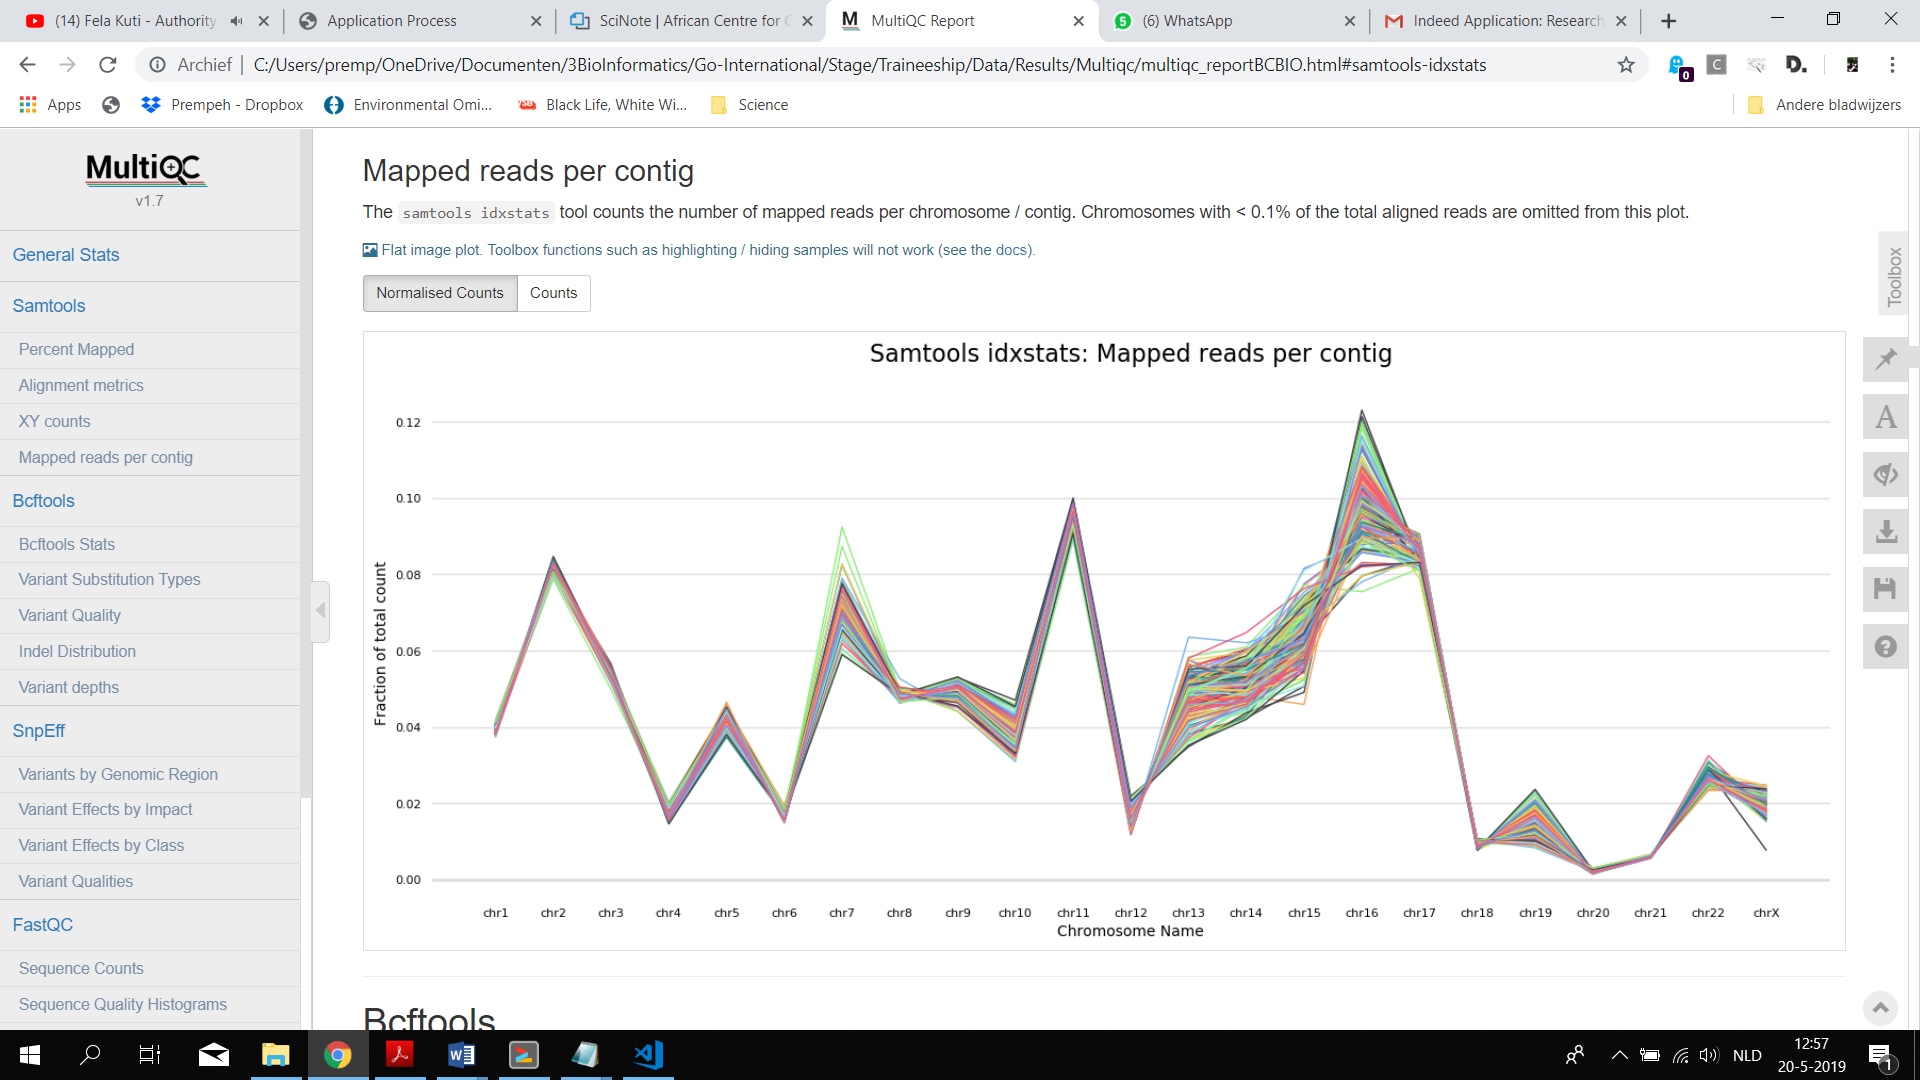 (14) Fela Kuti - Authority
Application Process
SciNote | African Centre for
MultiQC Report
(6) WhatsApp
Indeed Application: Research
Archief
C:/Users/premp/OneDrive/Documenten/3BioInformatics/Go-International/Stage/Traineeship/Data/Results/Multiqc/multiqc_reportBCBIO.html#samtools-idxstats
0
C
D.
Apps
Prempeh - Dropbox
Environmental Omi...
Black Life, White Wi...
Science
Andere bladwijzers
MultiQC
v1.7
General Stats
Samtools
Percent Mapped
Alignment metrics
XY counts
Mapped reads per contig
Bcftools
Bcftools Stats
Variant Substitution Types
Variant Quality
Indel Distribution
Variant depths
SnpEff
Variants by Genomic Region
Variant Effects by Impact
Variant Effects by Class
Variant Qualities
FastQC
Sequence Counts
Sequence Quality Histograms
Mapped reads per contig
The samtools idxstats tool counts the number of mapped reads per chromosome / contig. Chromosomes with < 0.1% of the total aligned reads are omitted from this plot.
Flat image plot. Toolbox functions such as highlighting / hiding samples will not work (see the docs).
Normalised Counts
Counts
Samtools idxstats: Mapped reads per contig
Fraction of total count
0.12
0.10
0.08
0.06
0.04
0.02
0.00
chr1 chr2 chr3 chr4 chr5 chr6 chr7 chr8 chr9 chr10 chr11 chr12 chr13 chr14 chr15 chr16 chr17 chr18 chr19 chr20 chr21 chr22 chrX
Chromosome Name
Bcftools
Toolbox
A
NLD
12:57
20-5-2019
1